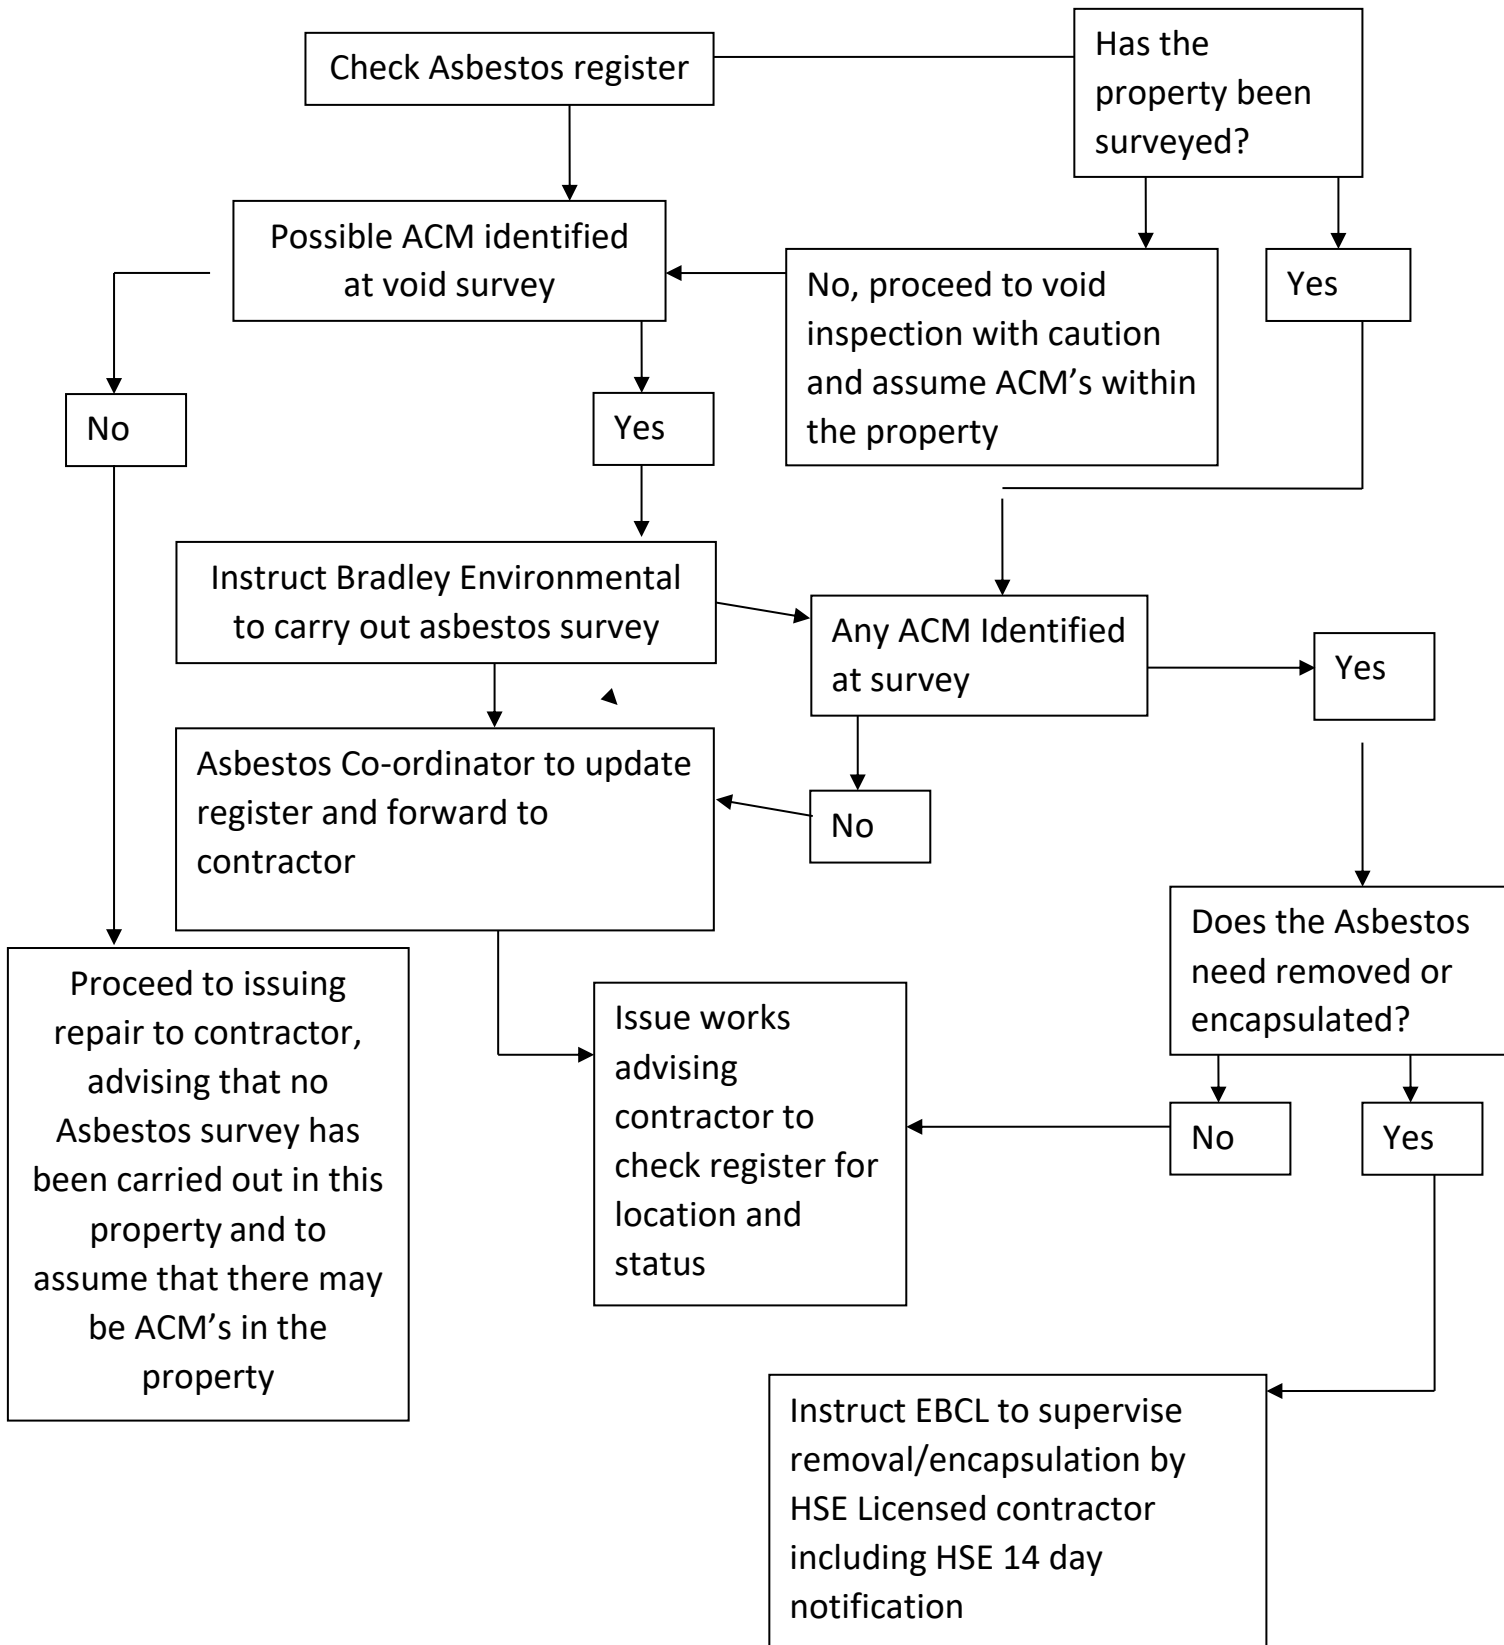 Check Asbestos register
Has the
property been
surveyed?
Possible ACM identified
at void survey
No, proceed to void
inspection with caution
and assume ACM’s within
the property
Yes
No
Yes
Instruct Bradley Environmental
to carry out asbestos survey
Any ACM Identified
at survey
Yes
Asbestos Co-ordinator to update
register and forward to
contractor
No
Does the Asbestos
need removed or
encapsulated?
Proceed to issuing
repair to contractor,
advising that no
Asbestos survey has
been carried out in this
property and to
assume that there may
be ACM’s in the
property
Issue works
advising
contractor to
check register for
location and
status
No
Yes
Instruct EBCL to supervise
removal/encapsulation by
HSE Licensed contractor
including HSE 14 day
notification